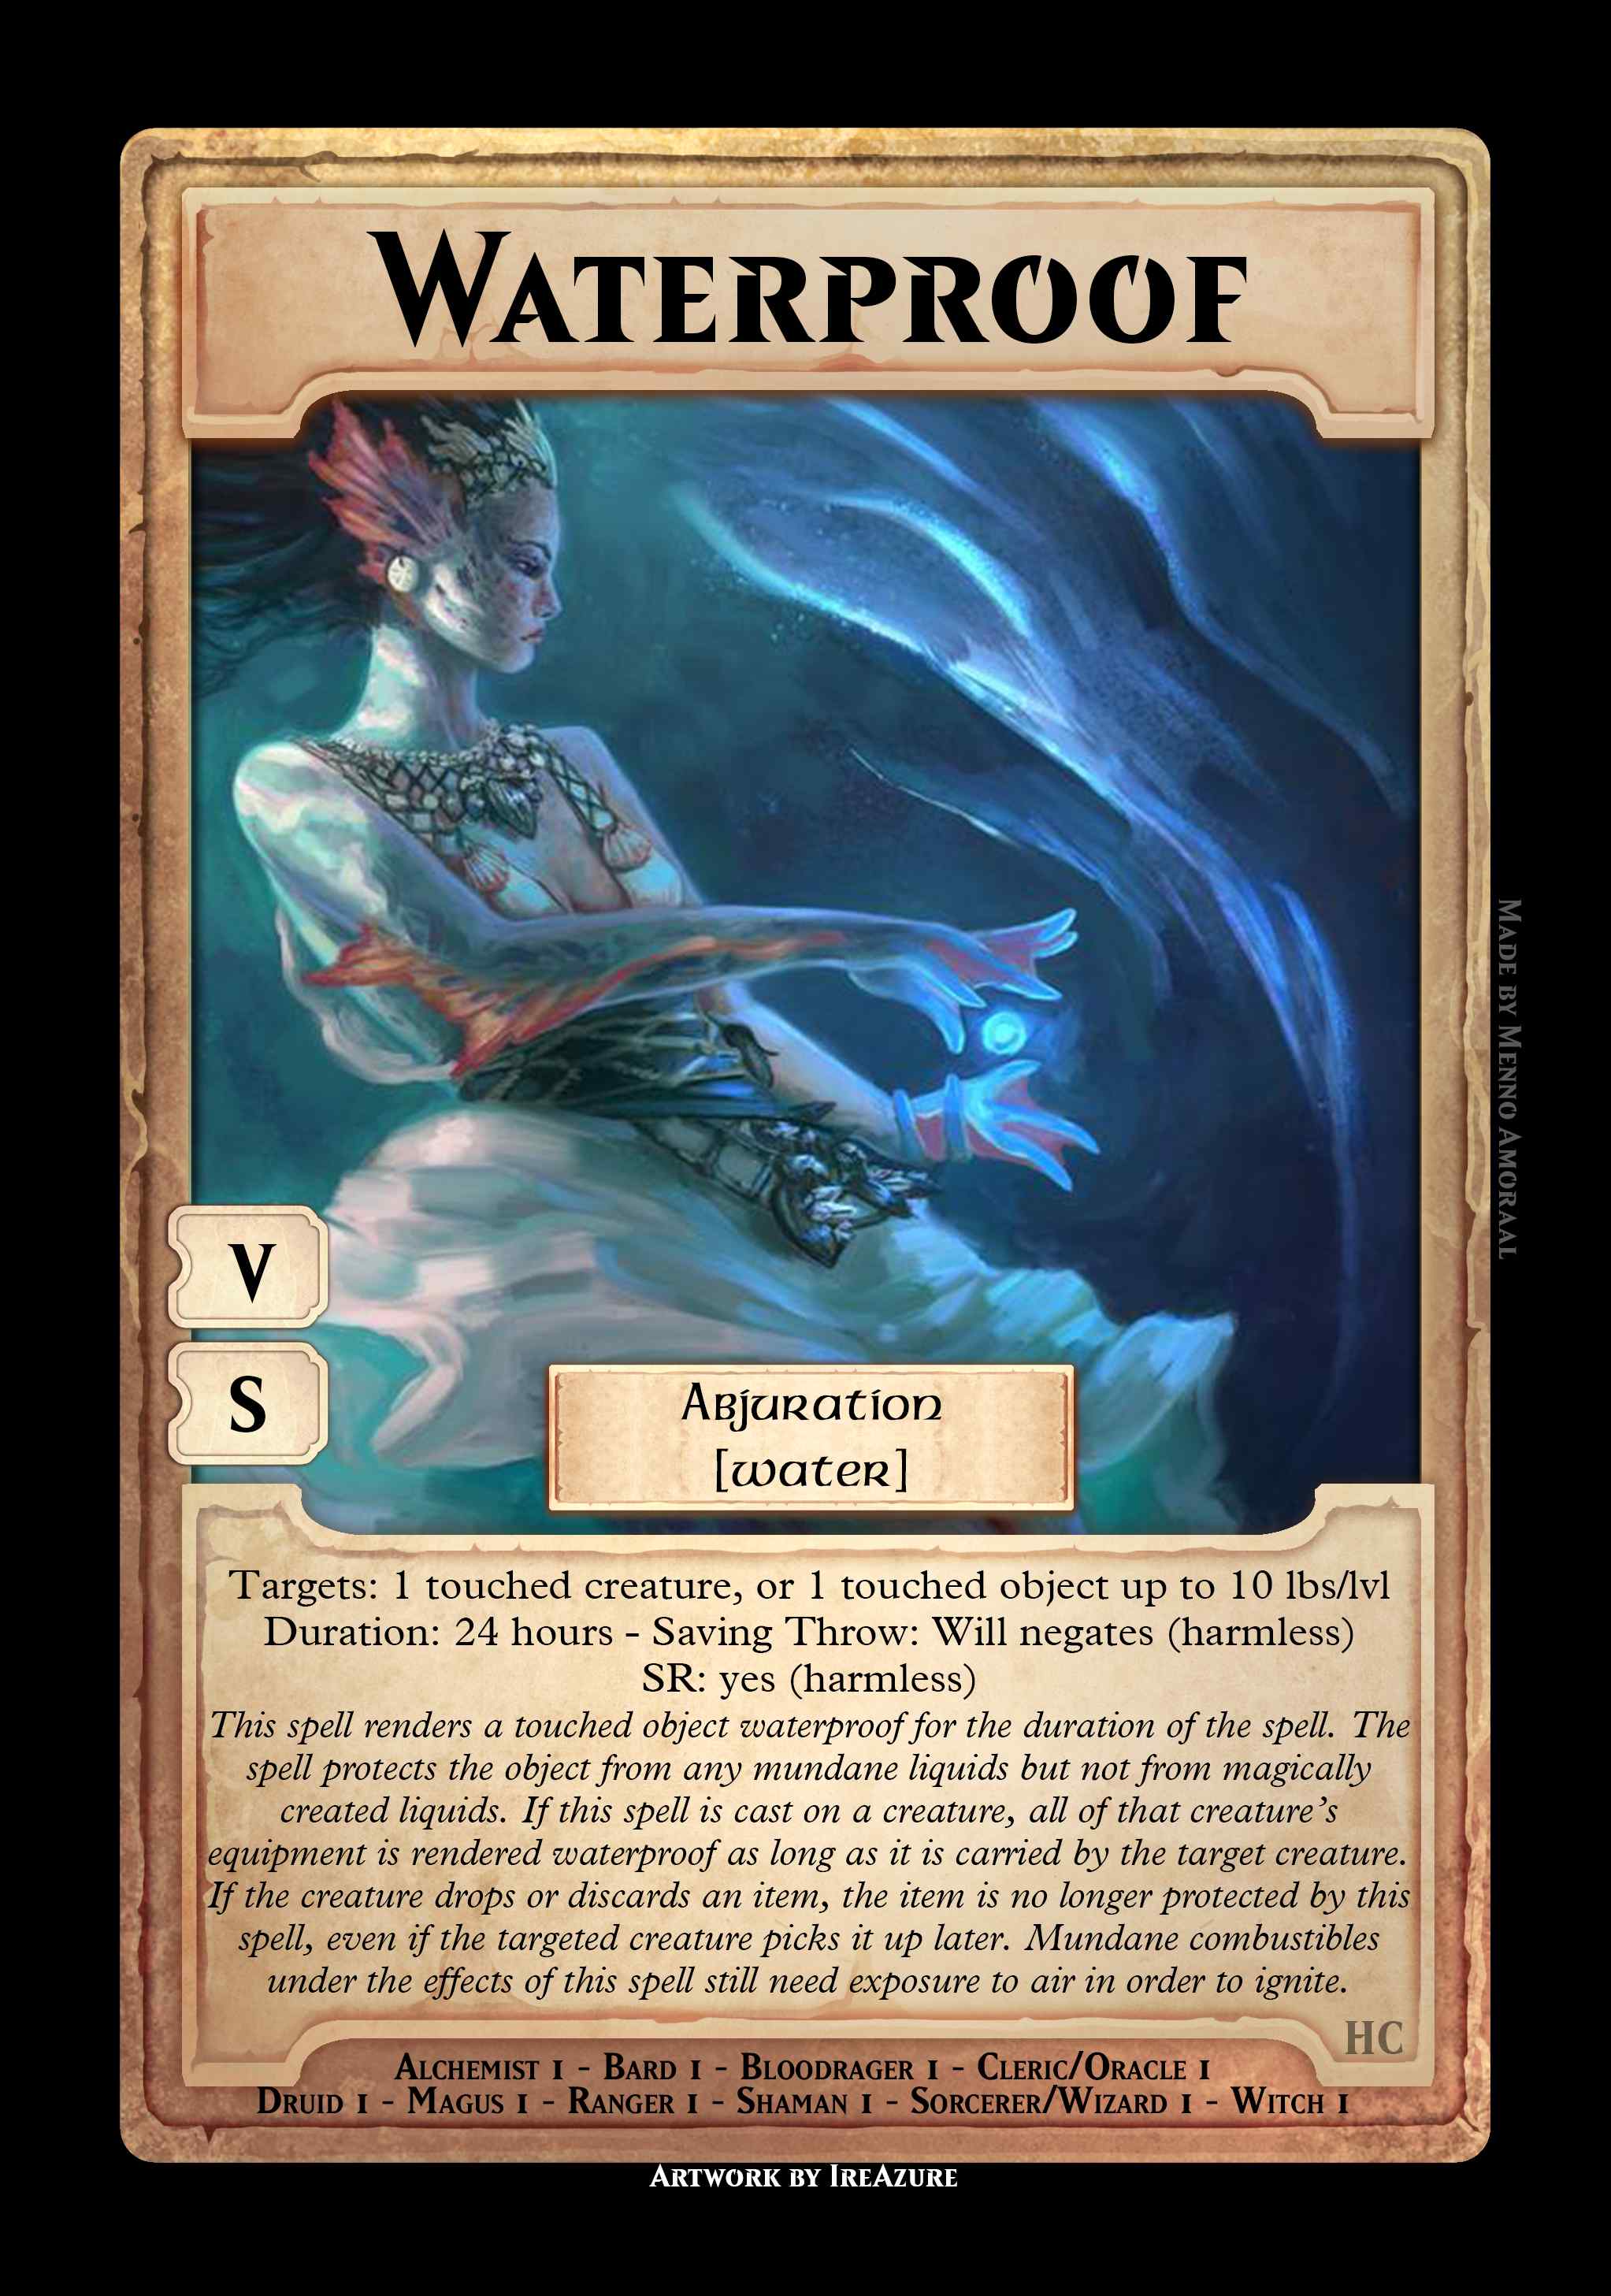 Waterproof
V
S
Abjuration
[water]
Targets: 1 touched creature, or 1 touched object up to 10 lbs/lvl
Duration: 24 hours - Saving Throw: Will negates (harmless)
SR: yes (harmless)
This spell renders a touched object waterproof for the duration of the spell. The
spell protects the object from any mundane liquids but not from magically
created liquids. If this spell is cast on a creature, all of that creature's
equipment is rendered waterproof as long as it is carried by the target creature.
If the creature drops or discards an item, the item is no longer protected by this
spell, even if the targeted creature picks it up later. Mundane combustibles
under the effects of this spell still need exposure to air in order to ignite.
HC
Alchemist 1 - Bard 1 - Bloodrager 1 - Cleric/Oracle 1
Druid 1 - Magus 1 - Ranger 1 - Shaman 1 - Sorcerer/Wizard 1 - Witch 1
Artwork by IreAzure
Made by Menno Amoraal